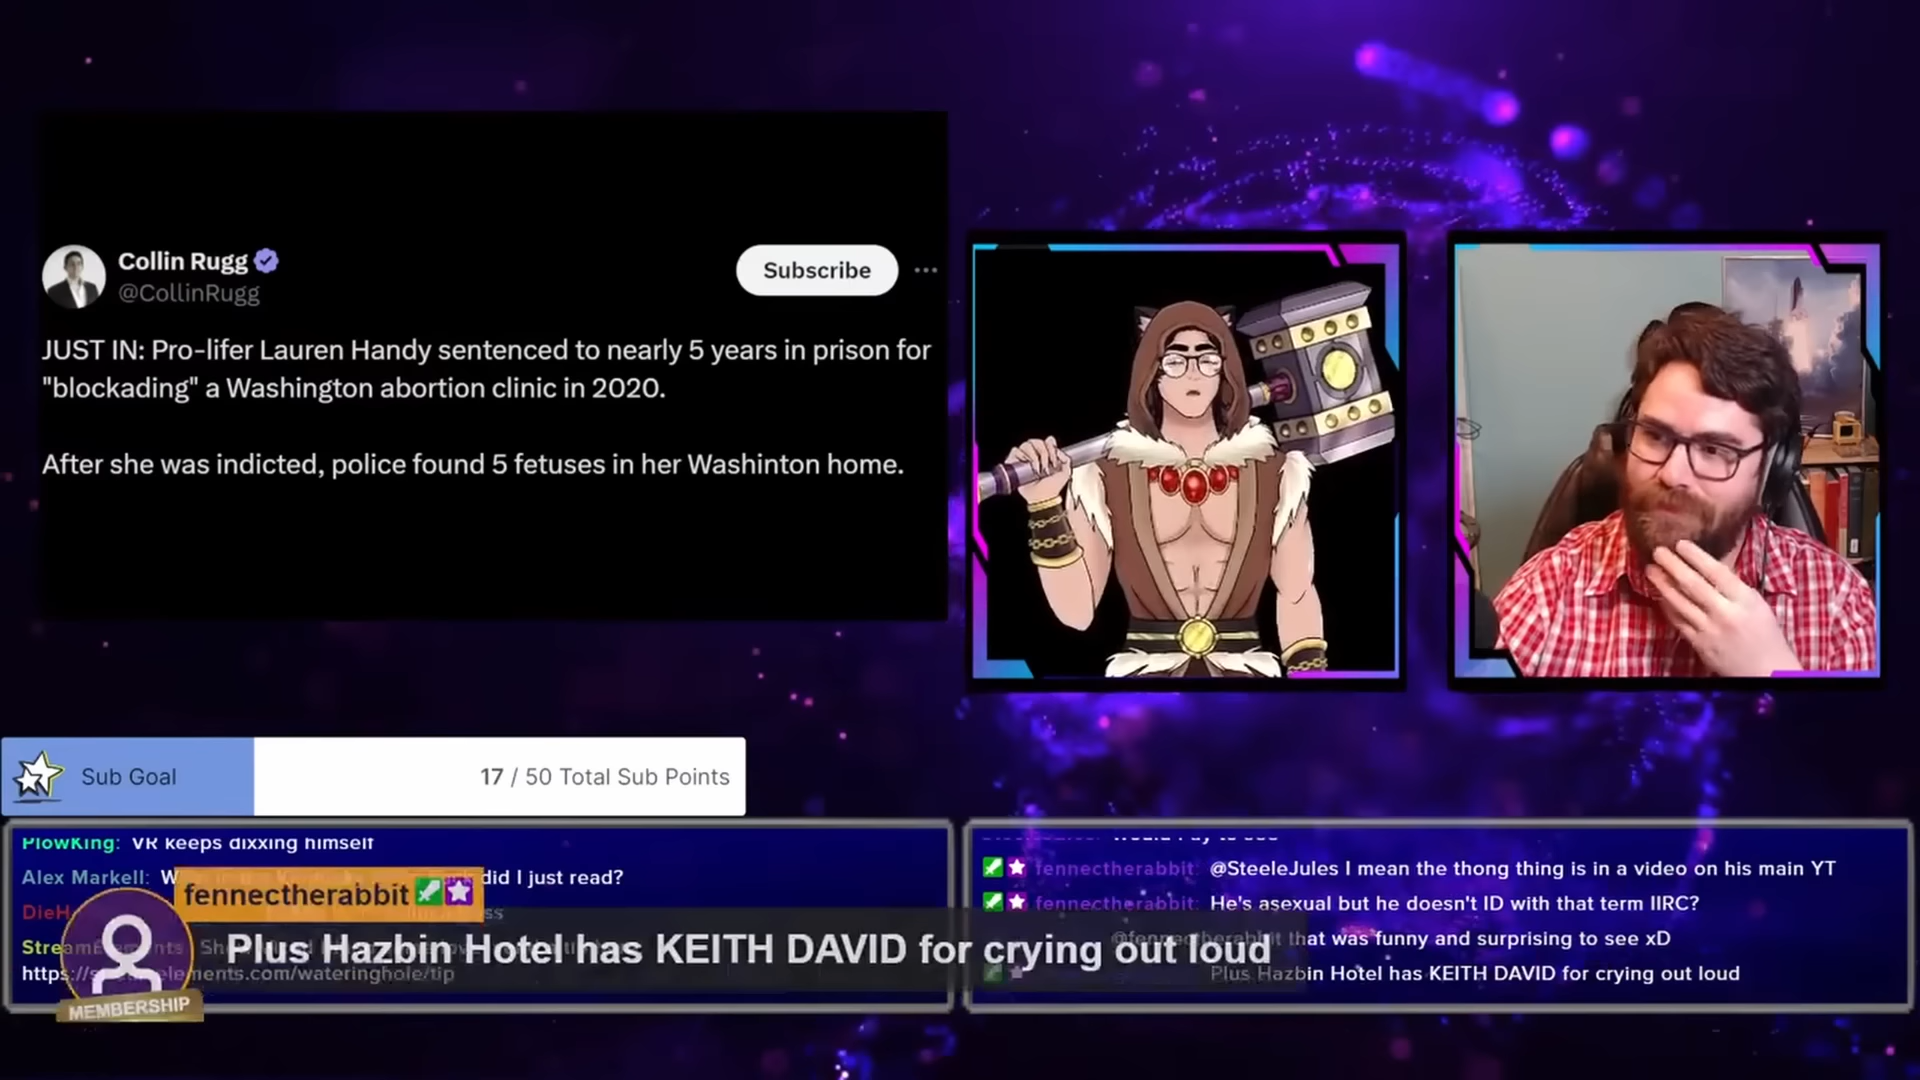 Collin Rugg
@CollinRugg
Subscribe
JUST IN: Pro-lifer Lauren Handy sentenced to nearly 5 years in prison for
"blockading" a Washington abortion clinic in 2020.
After she was indicted, police found 5 fetuses in her Washinton home.
Sub Goal
17 / 50 Total Sub Points
PlowKing: VR keeps dixxing himself
Alex Markell: did I just read?
fennectherabbit
Plus Hazbin Hotel has KEITH DAVID for crying out loud
MEMBERSHIP
fennectherabbit: @SteeleJules I mean the thong thing is in a video on his main YT
fennectherabbit: He's asexual but he doesn't ID with that term IIRC?
@fennectherabbit that was funny and surprising to see xD
Plus Hazbin Hotel has KEITH DAVID for crying out loud